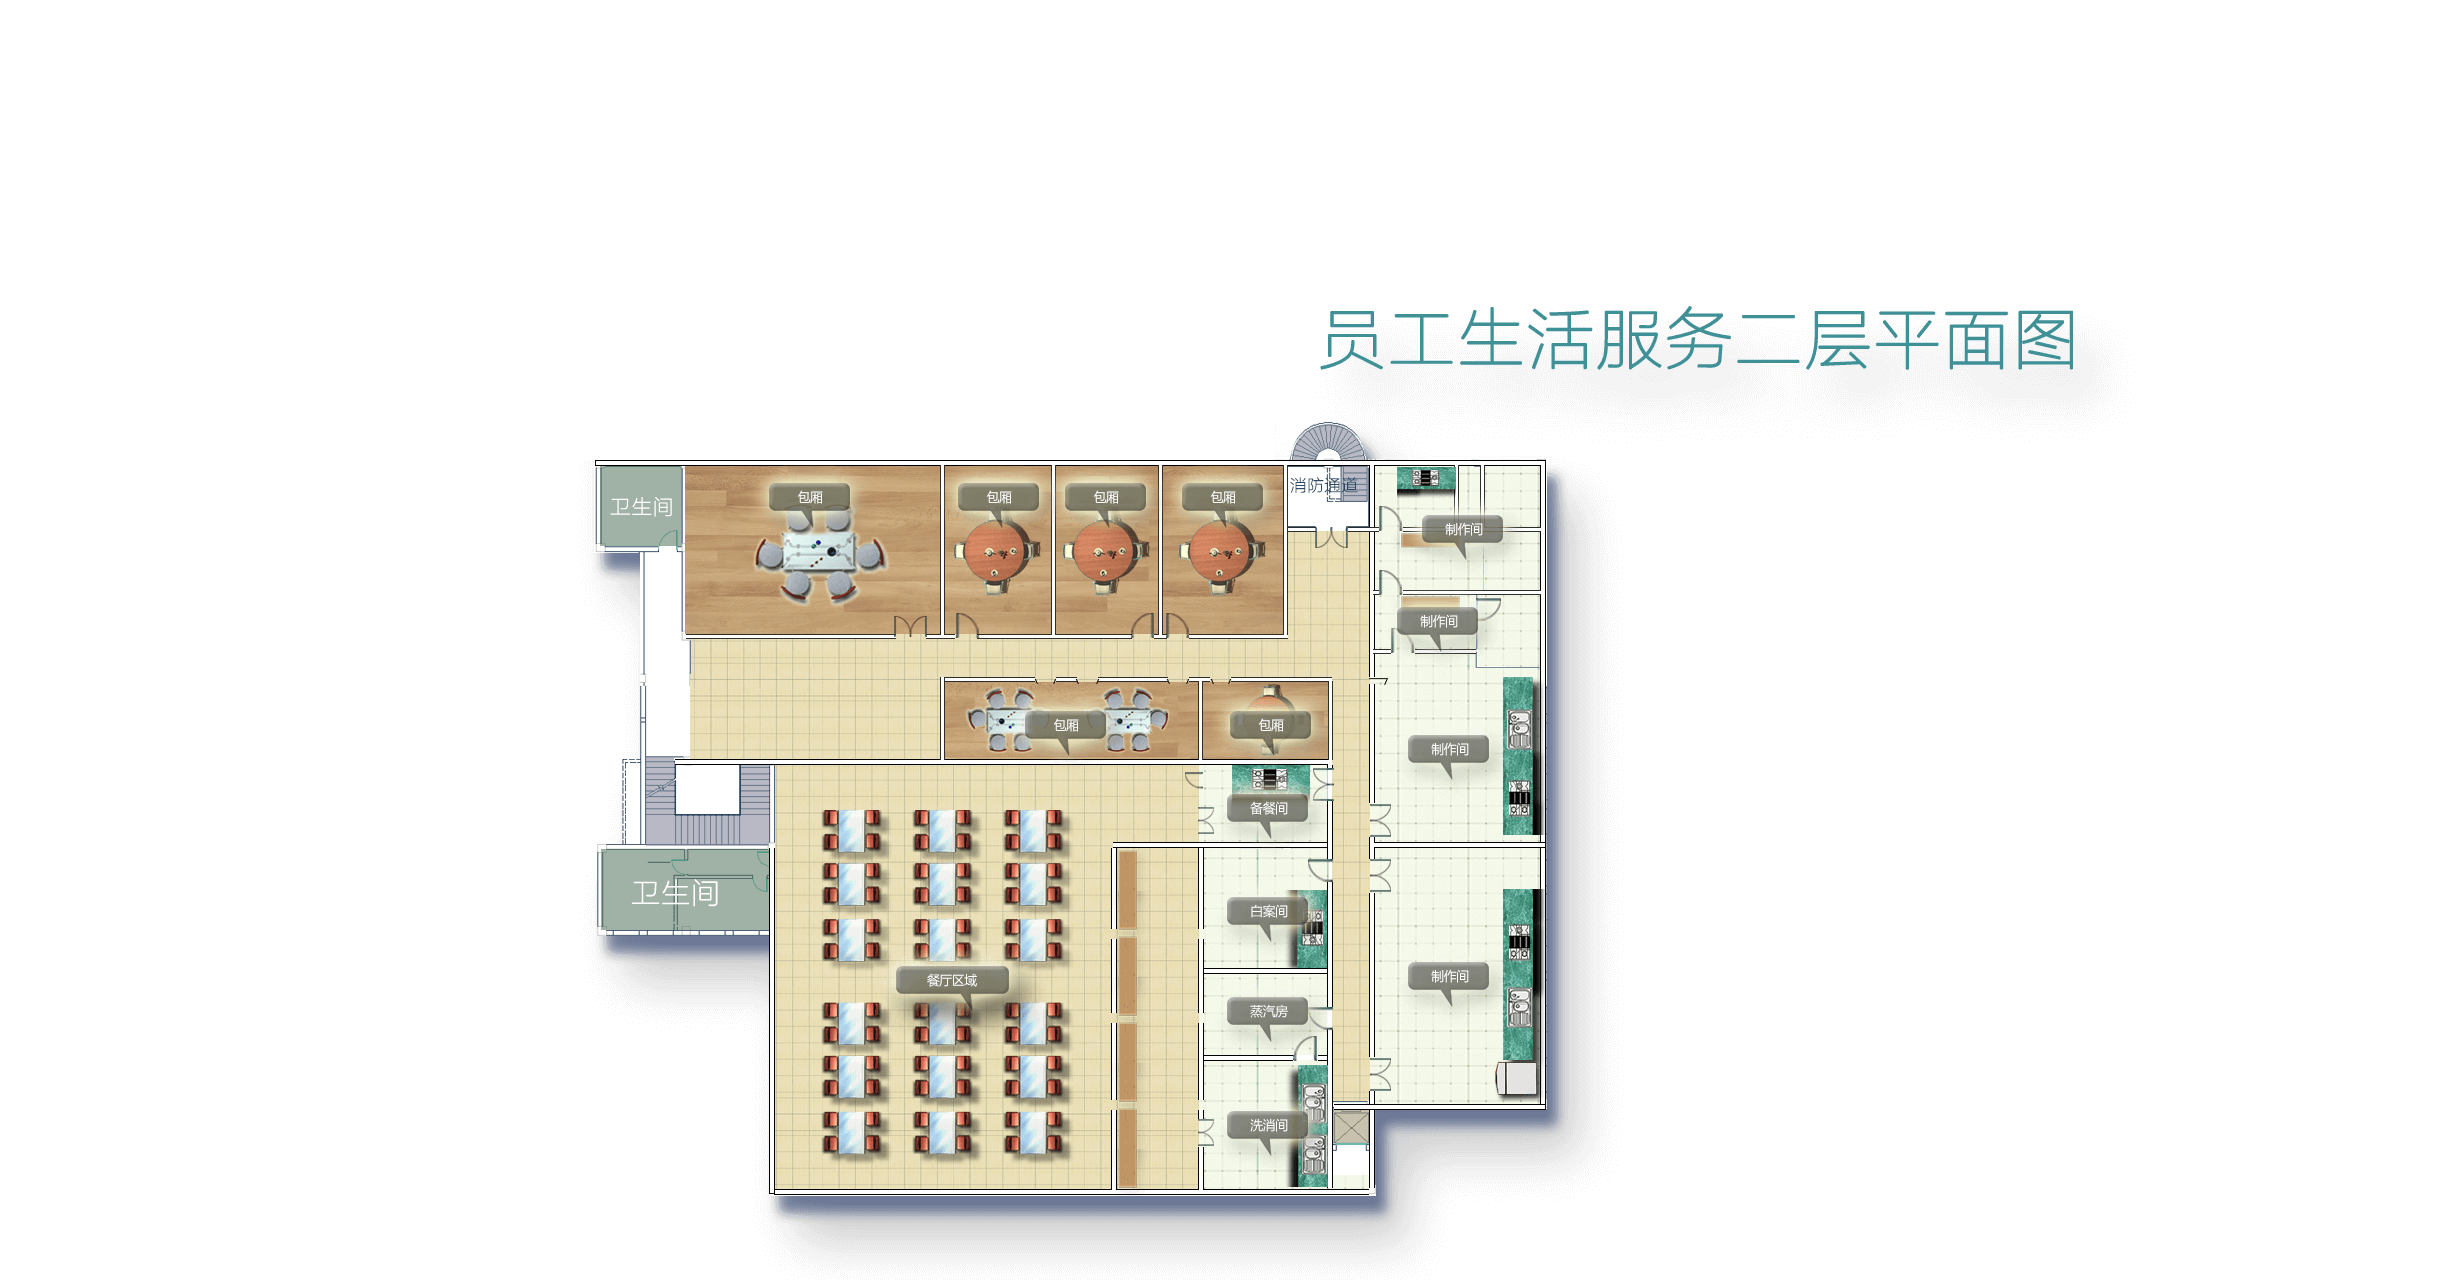 员工生活服务二层平面图
卫生间
包厢
包厢
包厢
包厢
消防通道
制作间
制作间
包厢
包厢
制作间
备餐间
卫生间
白案间
餐厅区域
制作间
蒸汽房
洗消间